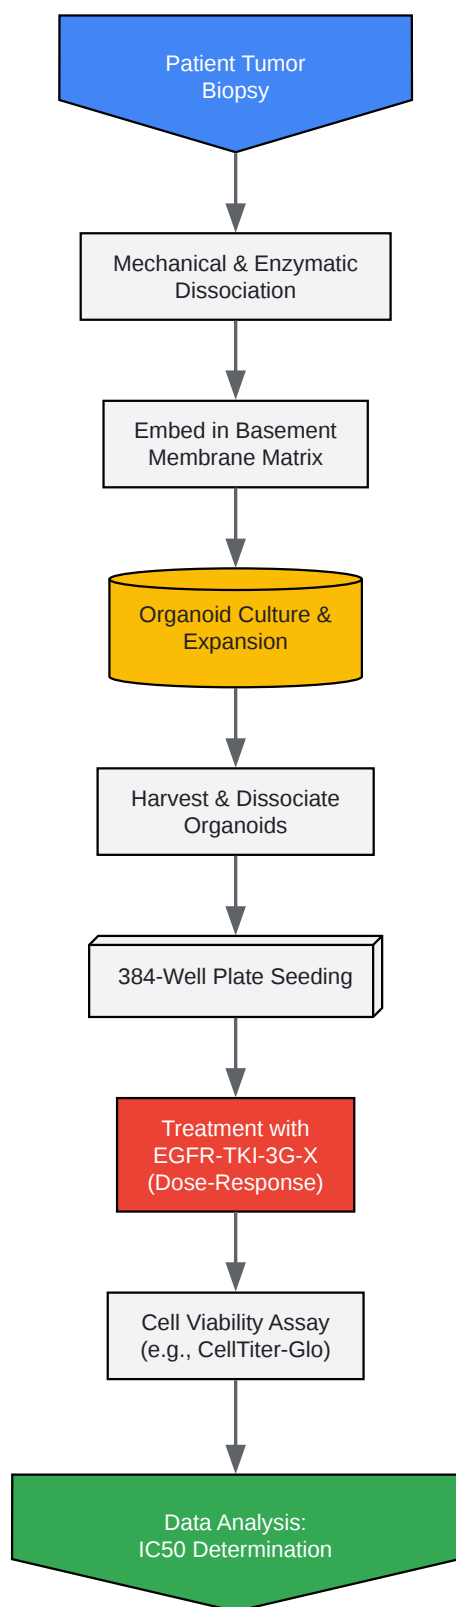 Patient Tumor
Biopsy
Mechanical & Enzymatic
Dissociation
Embed in Basement
Membrane Matrix
Organoid Culture &
Expansion
Harvest & Dissociate
Organoids
384-Well Plate Seeding
Treatment with
EGFR-TKI-3G-X
(Dose-Response)
Cell Viability Assay
(e.g., CellTiter-Glo)
Data Analysis:
IC50 Determination